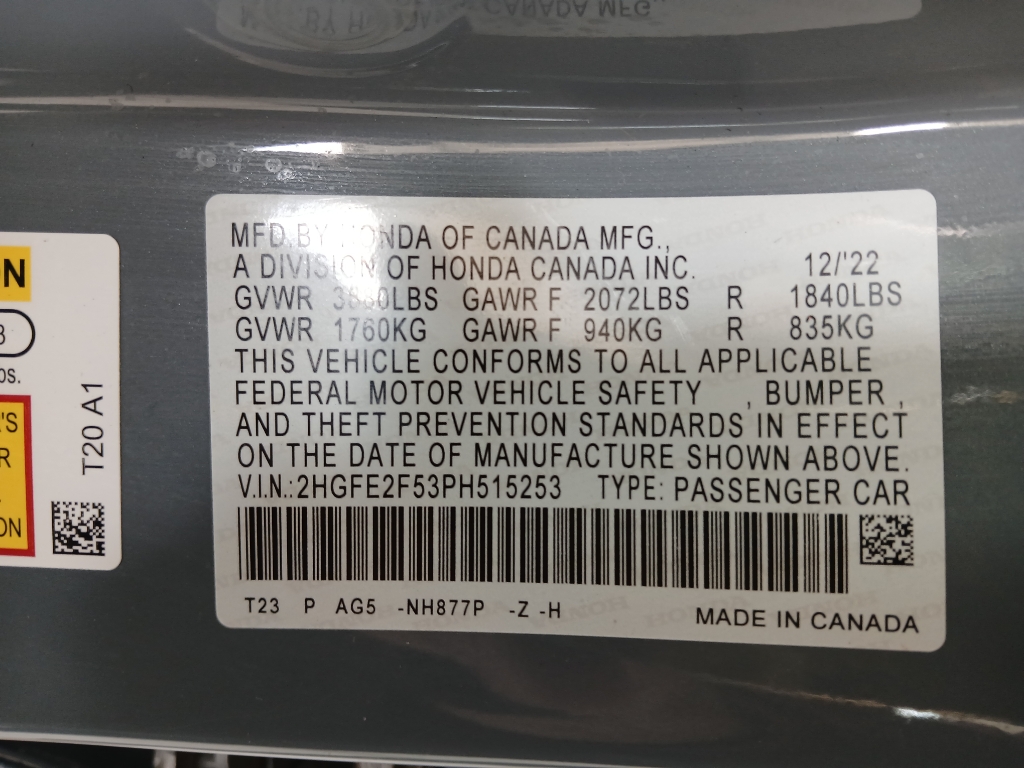 MFD. BY HONDA OF CANADA MFG.,
A DIVISION OF HONDA CANADA INC. 12/'22
GVWR 3880LBS GAWR F 2072LBS R 1840LBS
GVWR 1760KG GAWR F 940KG R 835KG
THIS VEHICLE CONFORMS TO ALL APPLICABLE
FEDERAL MOTOR VEHICLE SAFETY , BUMPER ,
AND THEFT PREVENTION STANDARDS IN EFFECT
ON THE DATE OF MANUFACTURE SHOWN ABOVE.
V.I.N.:2HGFE2F53PH515253 TYPE: PASSENGER CAR
T23 P AG5 -NH877P -Z -H
MADE IN CANADA
T20 A1